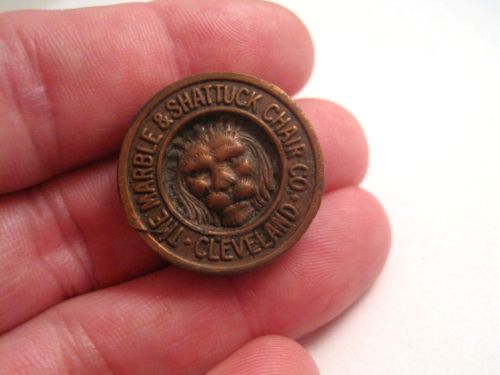 THE MARBLE & SHATTUCK CHAIR CO.
· CLEVELAND ·